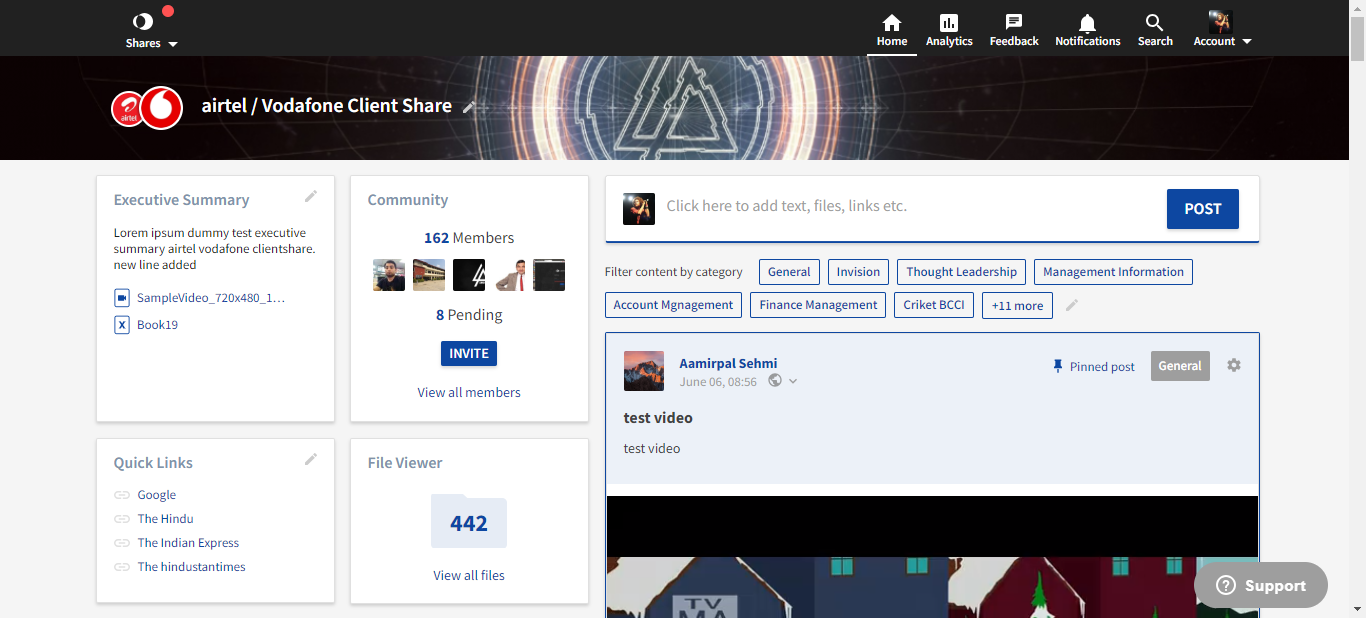 Shares
Home
Analytics
Feedback
Notifications
Search
Account
airtel
airtel / Vodafone Client Share
Executive Summary
Lorem ipsum dummy test executive
summary airtel vodafone clientshare.
new line added
SampleVideo_720x480_1…
X Book19
Community
162 Members
8 Pending
INVITE
View all members
Quick Links
Google
The Hindu
The Indian Express
The hindustantimes
File Viewer
442
View all files
Click here to add text, files, links etc.
POST
Filter content by category General Invision Thought Leadership Management Information
Account Mgnagement Finance Management Criket BCCI +11 more
Aamirpal Sehmi
June 06, 08:56
Pinned post
General
test video
test video
TV
MA
? Support